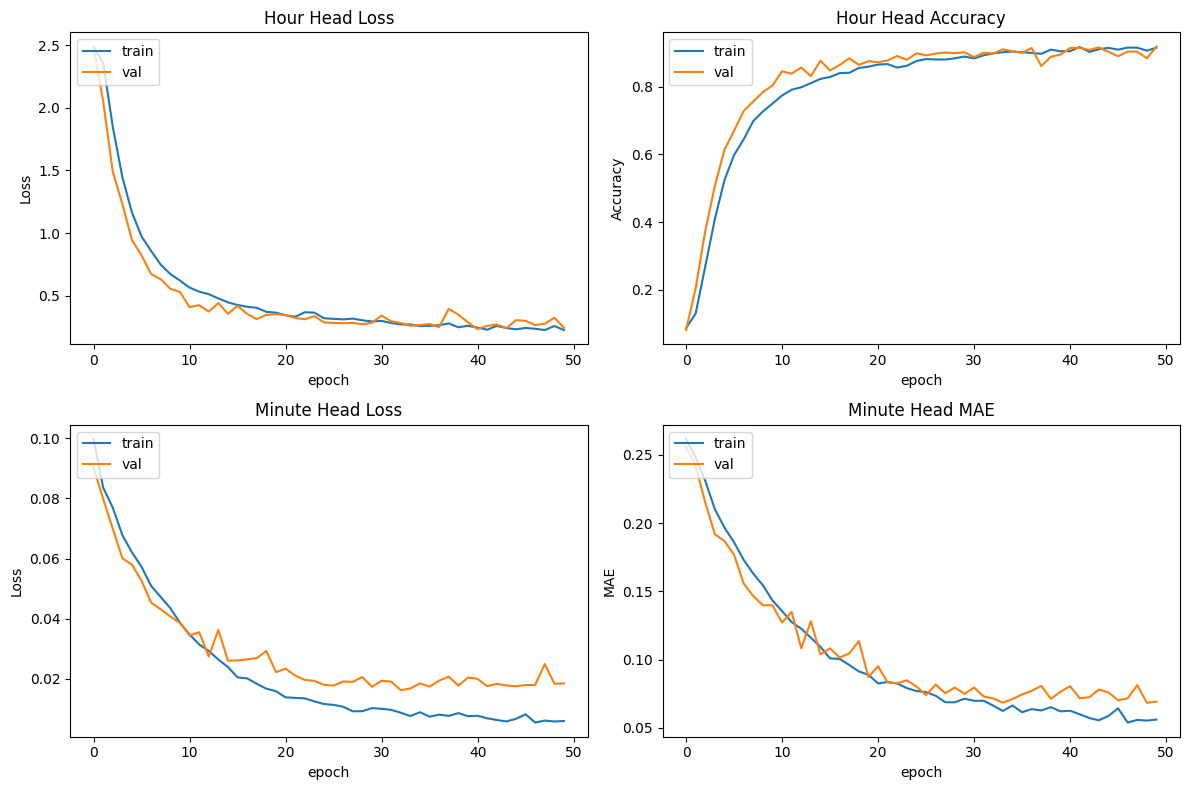 Hour Head Loss
train
val
2.5
2.0
1.5
1.0
0.5
Loss
0 10 20 30 40 50
epoch
Hour Head Accuracy
train
val
0.8
0.6
0.4
0.2
Accuracy
0 10 20 30 40 50
epoch
Minute Head Loss
train
val
0.10
0.08
0.06
0.04
0.02
Loss
0 10 20 30 40 50
epoch
Minute Head MAE
train
val
0.25
0.20
0.15
0.10
0.05
MAE
0 10 20 30 40 50
epoch